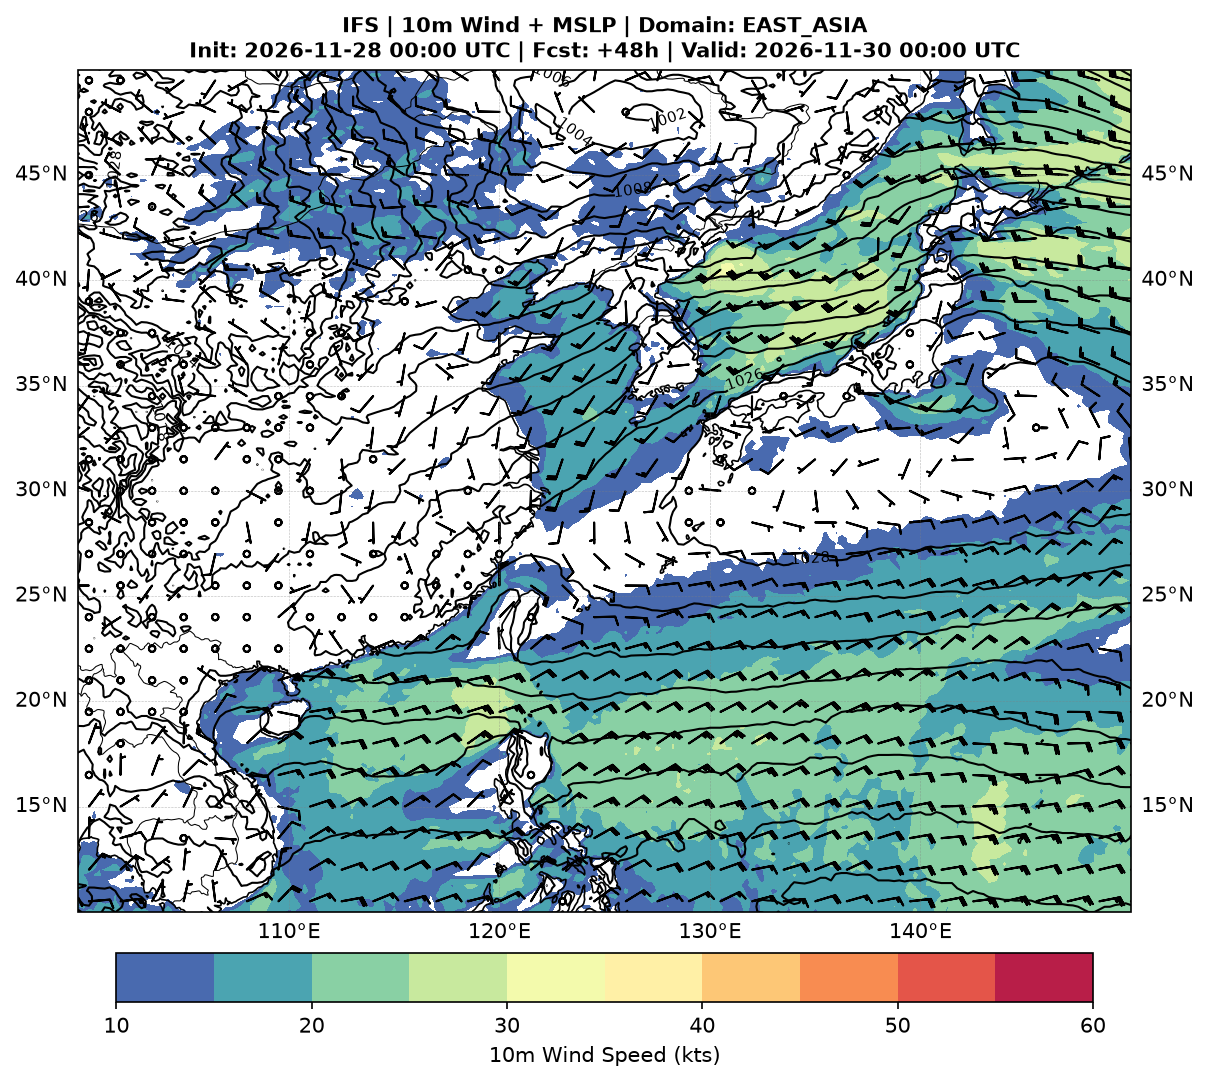 IFS | 10m Wind + MSLP | Domain: EAST_ASIA
Init: 2026-11-28 00:00 UTC | Fcst: +48h | Valid: 2026-11-30 00:00 UTC
1006
1002
1004
1028
45°N
45°N
1008
40°N
40°N
1026
35°N
35°N
30°N
30°N
1028
25°N
25°N
20°N
20°N
15°N
15°N
110°E
120°E
130°E
140°E
10
20
30
40
50
60
10m Wind Speed (kts)